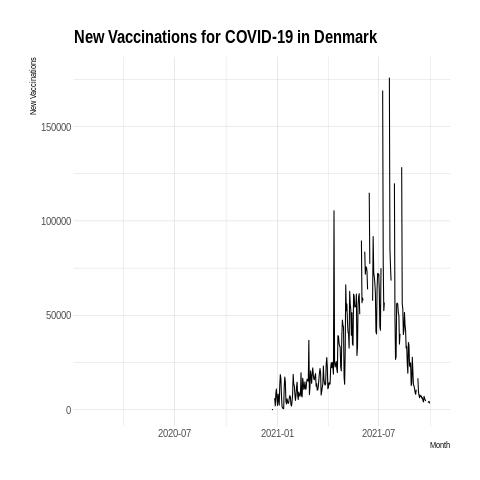 New Vaccinations for COVID-19 in Denmark
New Vaccinations
150000
100000
50000
0
2020-07 2021-01 2021-07
Month